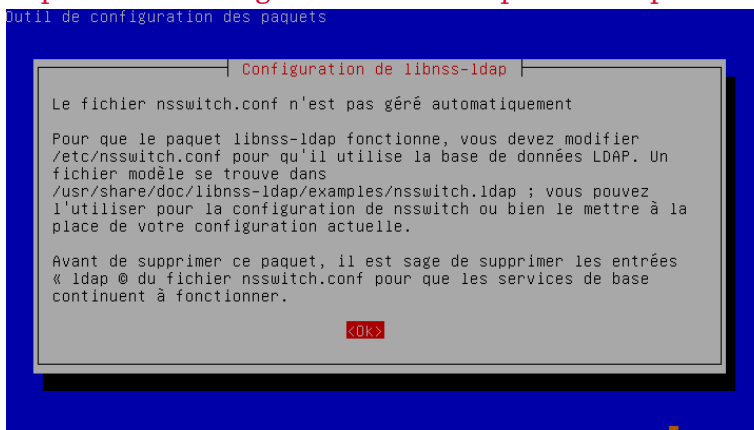 Outil de configuration des paquets
Configuration de libnss-ldap
Le fichier nsswitch.conf n'est pas géré automatiquement
Pour que le paquet libnss-ldap fonctionne, vous devez modifier
/etc/nsswitch.conf pour qu'il utilise la base de données LDAP. Un
fichier modèle se trouve dans
/usr/share/doc/libnss-ldap/examples/nsswitch.ldap ; vous pouvez
l'utiliser pour la configuration de nsswitch ou bien le mettre à la
place de votre configuration actuelle.
Avant de supprimer ce paquet, il est sage de supprimer les entrées
« ldap © du fichier nsswitch.conf pour que les services de base
continuent à fonctionner.
<Ok>